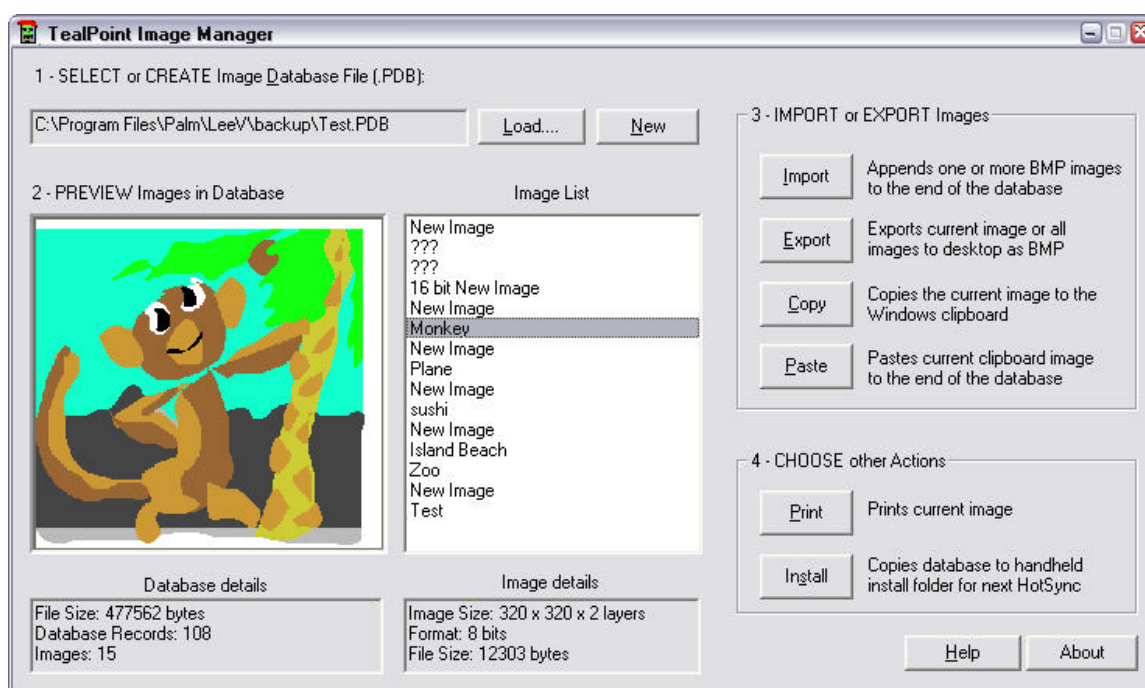 TealPoint Image Manager
1 - SELECT or CREATE Image Database File (.PDB):
C:\Program Files\Palm\LeeV\backup\Test.PDB
Load....
New
2 - PREVIEW Images in Database
Image List
New Image
???
???
16 bit New Image
New Image
Monkey
New Image
Plane
New Image
sushi
New Image
Island Beach
Zoo
New Image
Test
Database details
File Size: 477562 bytes
Database Records: 108
Images: 15
Image details
Image Size: 320 x 320 x 2 layers
Format: 8 bits
File Size: 12303 bytes
3 - IMPORT or EXPORT Images
Import
Appends one or more BMP images
to the end of the database
Export
Exports current image or all
images to desktop as BMP
Copy
Copies the current image to the
Windows clipboard
Paste
Pastes current clipboard image
to the end of the database
4 - CHOOSE other Actions
Print
Prints current image
Install
Copies database to handheld
install folder for next HotSync
Help
About